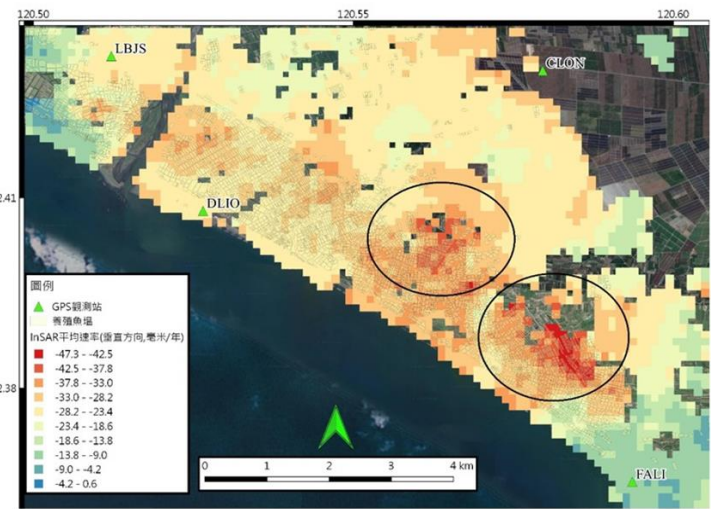 120.50 120.55 120.60
LBJS
CLON
2.41
DLIO
圖例
GPS觀測站
養殖魚塭
InSAR平均速率(垂直方向,毫米/年)
-47.3 - -42.5
-42.5 - -37.8
-37.8 - -33.0
-33.0 - -28.2
-28.2 - -23.4
-23.4 - -18.6
-18.6 - -13.8
-13.8 - -9.0
-9.0 - -4.2
-4.2 - 0.6
2.38
0 1 2 3 4 km
FALI